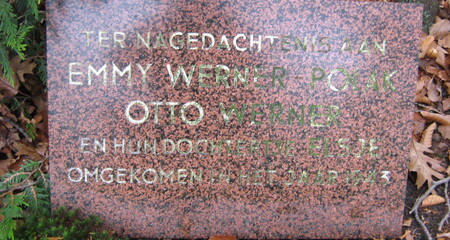 TER NAGEDACHTENIS AAN
EMMY WERNER POLAK
OTTO WERNER
EN HUN DOCHTERTJE ELSJE
OMGEKOMEN IN HET JAAR 1943